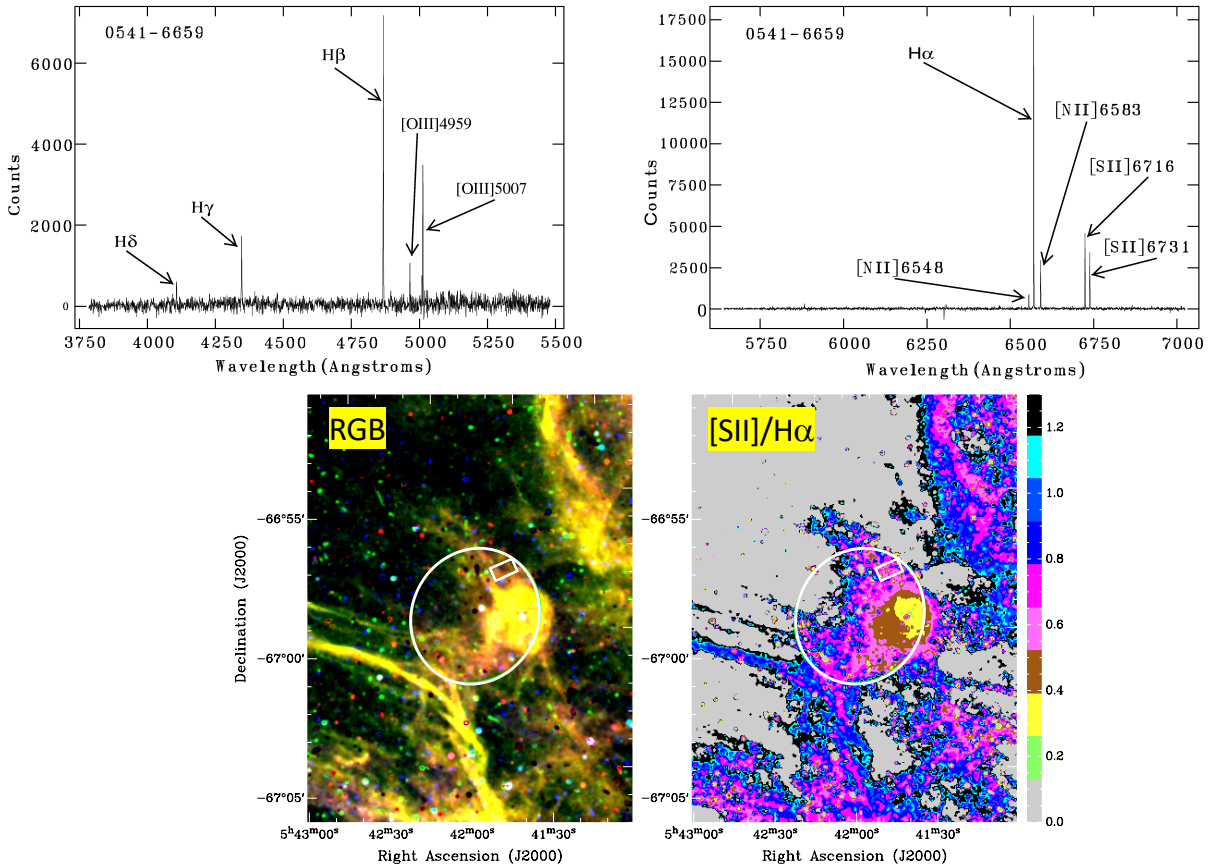 0541-6659
Hβ
[OIII]4959
[OIII]5007
Hγ
Hδ
6000
4000
2000
0
Counts
3750 4000 4250 4500 4750 5000 5250 5500
Wavelength(Angstroms)
0541-6659
Hα
[NII]6583
[SII]6716
[SII]6731
[NII]6548
17500
15000
12500
10000
7500
5000
2500
0
Counts
5750 6000 6250 6500 6750 7000
Wavelength(Angstroms)
RGB
−66°55′
−67°00′
−67°05′
Declination (J2000)
5ʰ43ᵐ00ˢ 42ᵐ30ˢ 42ᵐ00ˢ 41ᵐ30ˢ
Right Ascension (J2000)
[SII]/Hα
5ʰ43ᵐ00ˢ 42ᵐ30ˢ 42ᵐ00ˢ 41ᵐ30ˢ
Right Ascension (J2000)
1.2
1.0
0.8
0.6
0.4
0.2
0.0